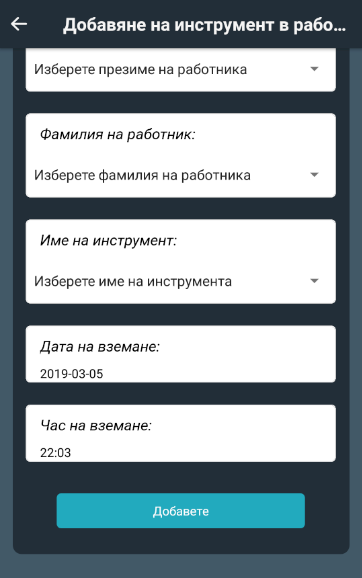 Добавяне на инструмент в рабо...
Изберете презиме на работника
Фамилия на работник:
Изберете фамилия на работника
Име на инструмент:
Изберете име на инструмента
Дата на вземане:
2019-03-05
Час на вземане:
22:03
Добавете